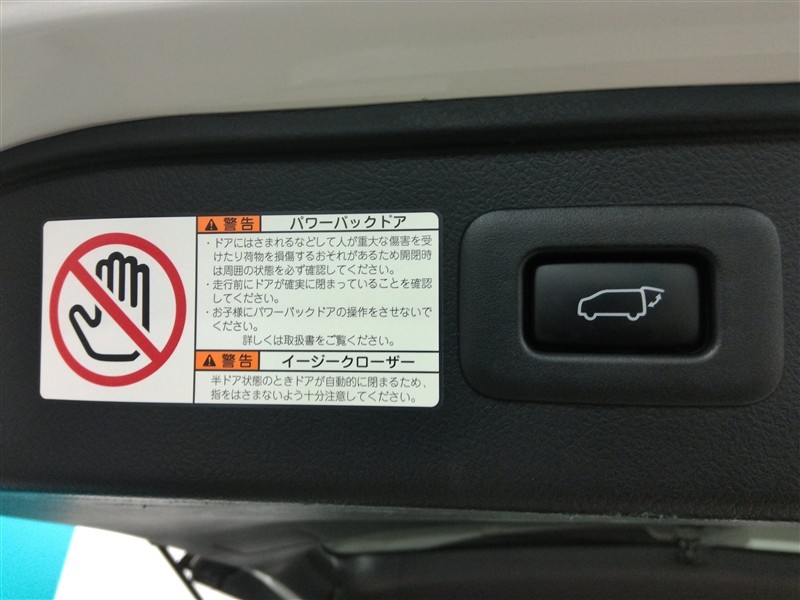 警告 パワーバックドア
・ドアにはさまれるなどして人が重大な傷害を受
けたり荷物を損傷するおそれがあるため開閉時
は周囲の状態を必ず確認してください。
・走行前にドアが確実に閉まっていることを確認
してください。
・お子様にパワーバックドアの操作をさせないで
ください。
詳しくは取扱書をご覧ください。
警告 イージークローザー
半ドア状態のときドアが自動的に閉まるため、
指をはさまないよう十分注意してください。